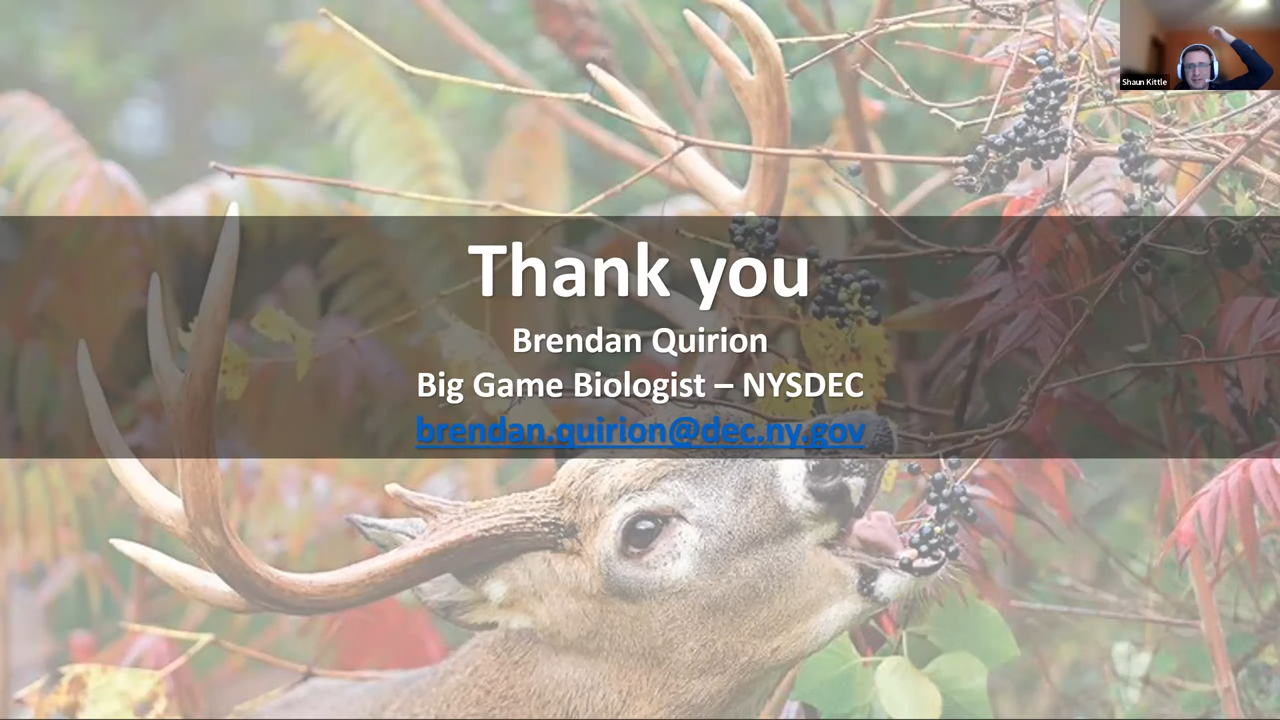 Shaun Kittle
Thank you
Brendan Quirion
Big Game Biologist – NYSDEC
brendan.quirion@dec.ny.gov